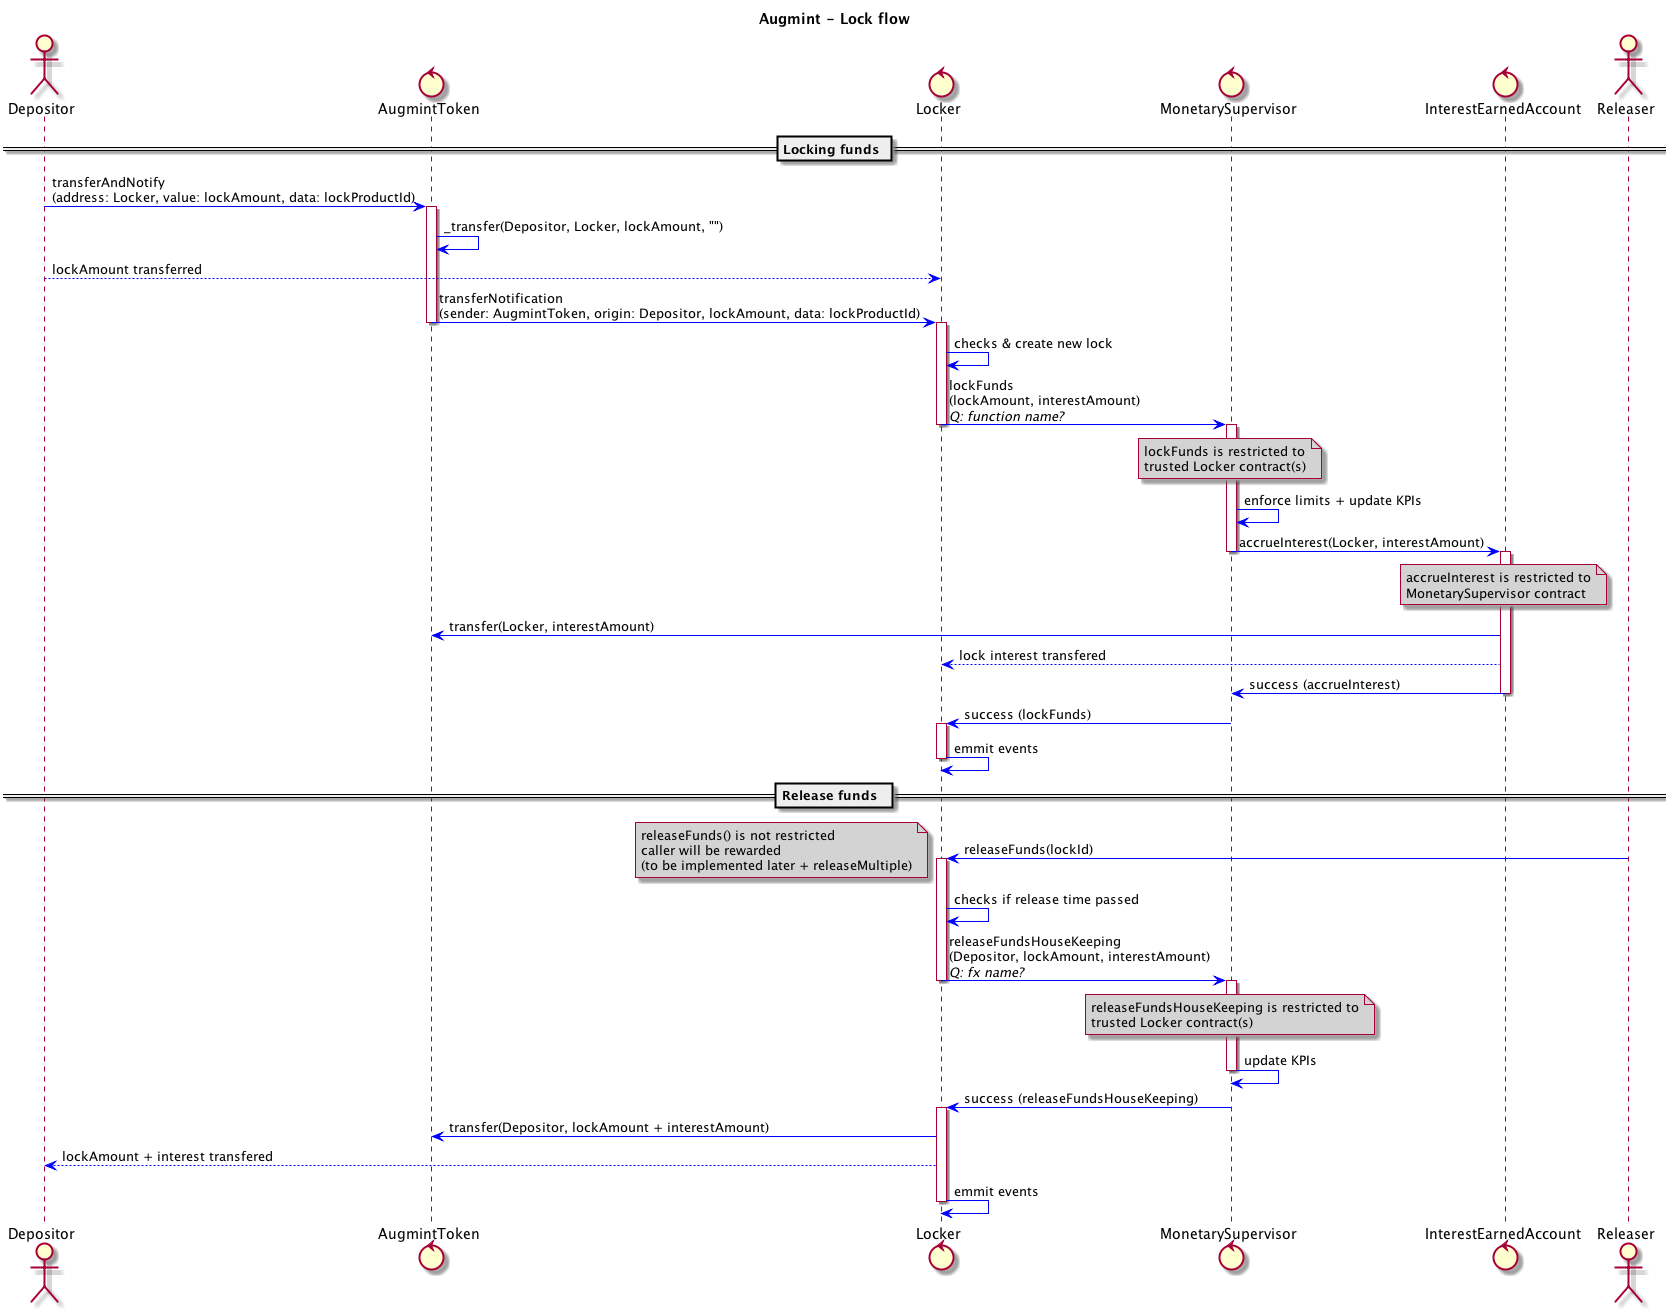 Augmint - Lock flow
Depositor
AugmintToken
Locker
MonetarySupervisor
InterestEarnedAccount
Releaser
Locking funds
transferAndNotify
(address: Locker, value: lockAmount, data: lockProductId)
_transfer(Depositor, Locker, lockAmount, "")
lockAmount transferred
transferNotification
(sender: AugmintToken, origin: Depositor, lockAmount, data: lockProductId)
checks & create new lock
lockFunds
(lockAmount, interestAmount)
Q: function name?
lockFunds is restricted to
trusted Locker contract(s)
enforce limits + update KPIs
accrueInterest(Locker, interestAmount)
accrueInterest is restricted to
MonetarySupervisor contract
transfer(Locker, interestAmount)
lock interest transfered
success (accrueInterest)
success (lockFunds)
emmit events
Release funds
releaseFunds() is not restricted
caller will be rewarded
(to be implemented later + releaseMultiple)
releaseFunds(lockId)
checks if release time passed
releaseFundsHouseKeeping
(Depositor, lockAmount, interestAmount)
Q: fx name?
releaseFundsHouseKeeping is restricted to
trusted Locker contract(s)
update KPIs
success (releaseFundsHouseKeeping)
transfer(Depositor, lockAmount + interestAmount)
lockAmount + interest transfered
emmit events
Depositor
AugmintToken
Locker
MonetarySupervisor
InterestEarnedAccount
Releaser